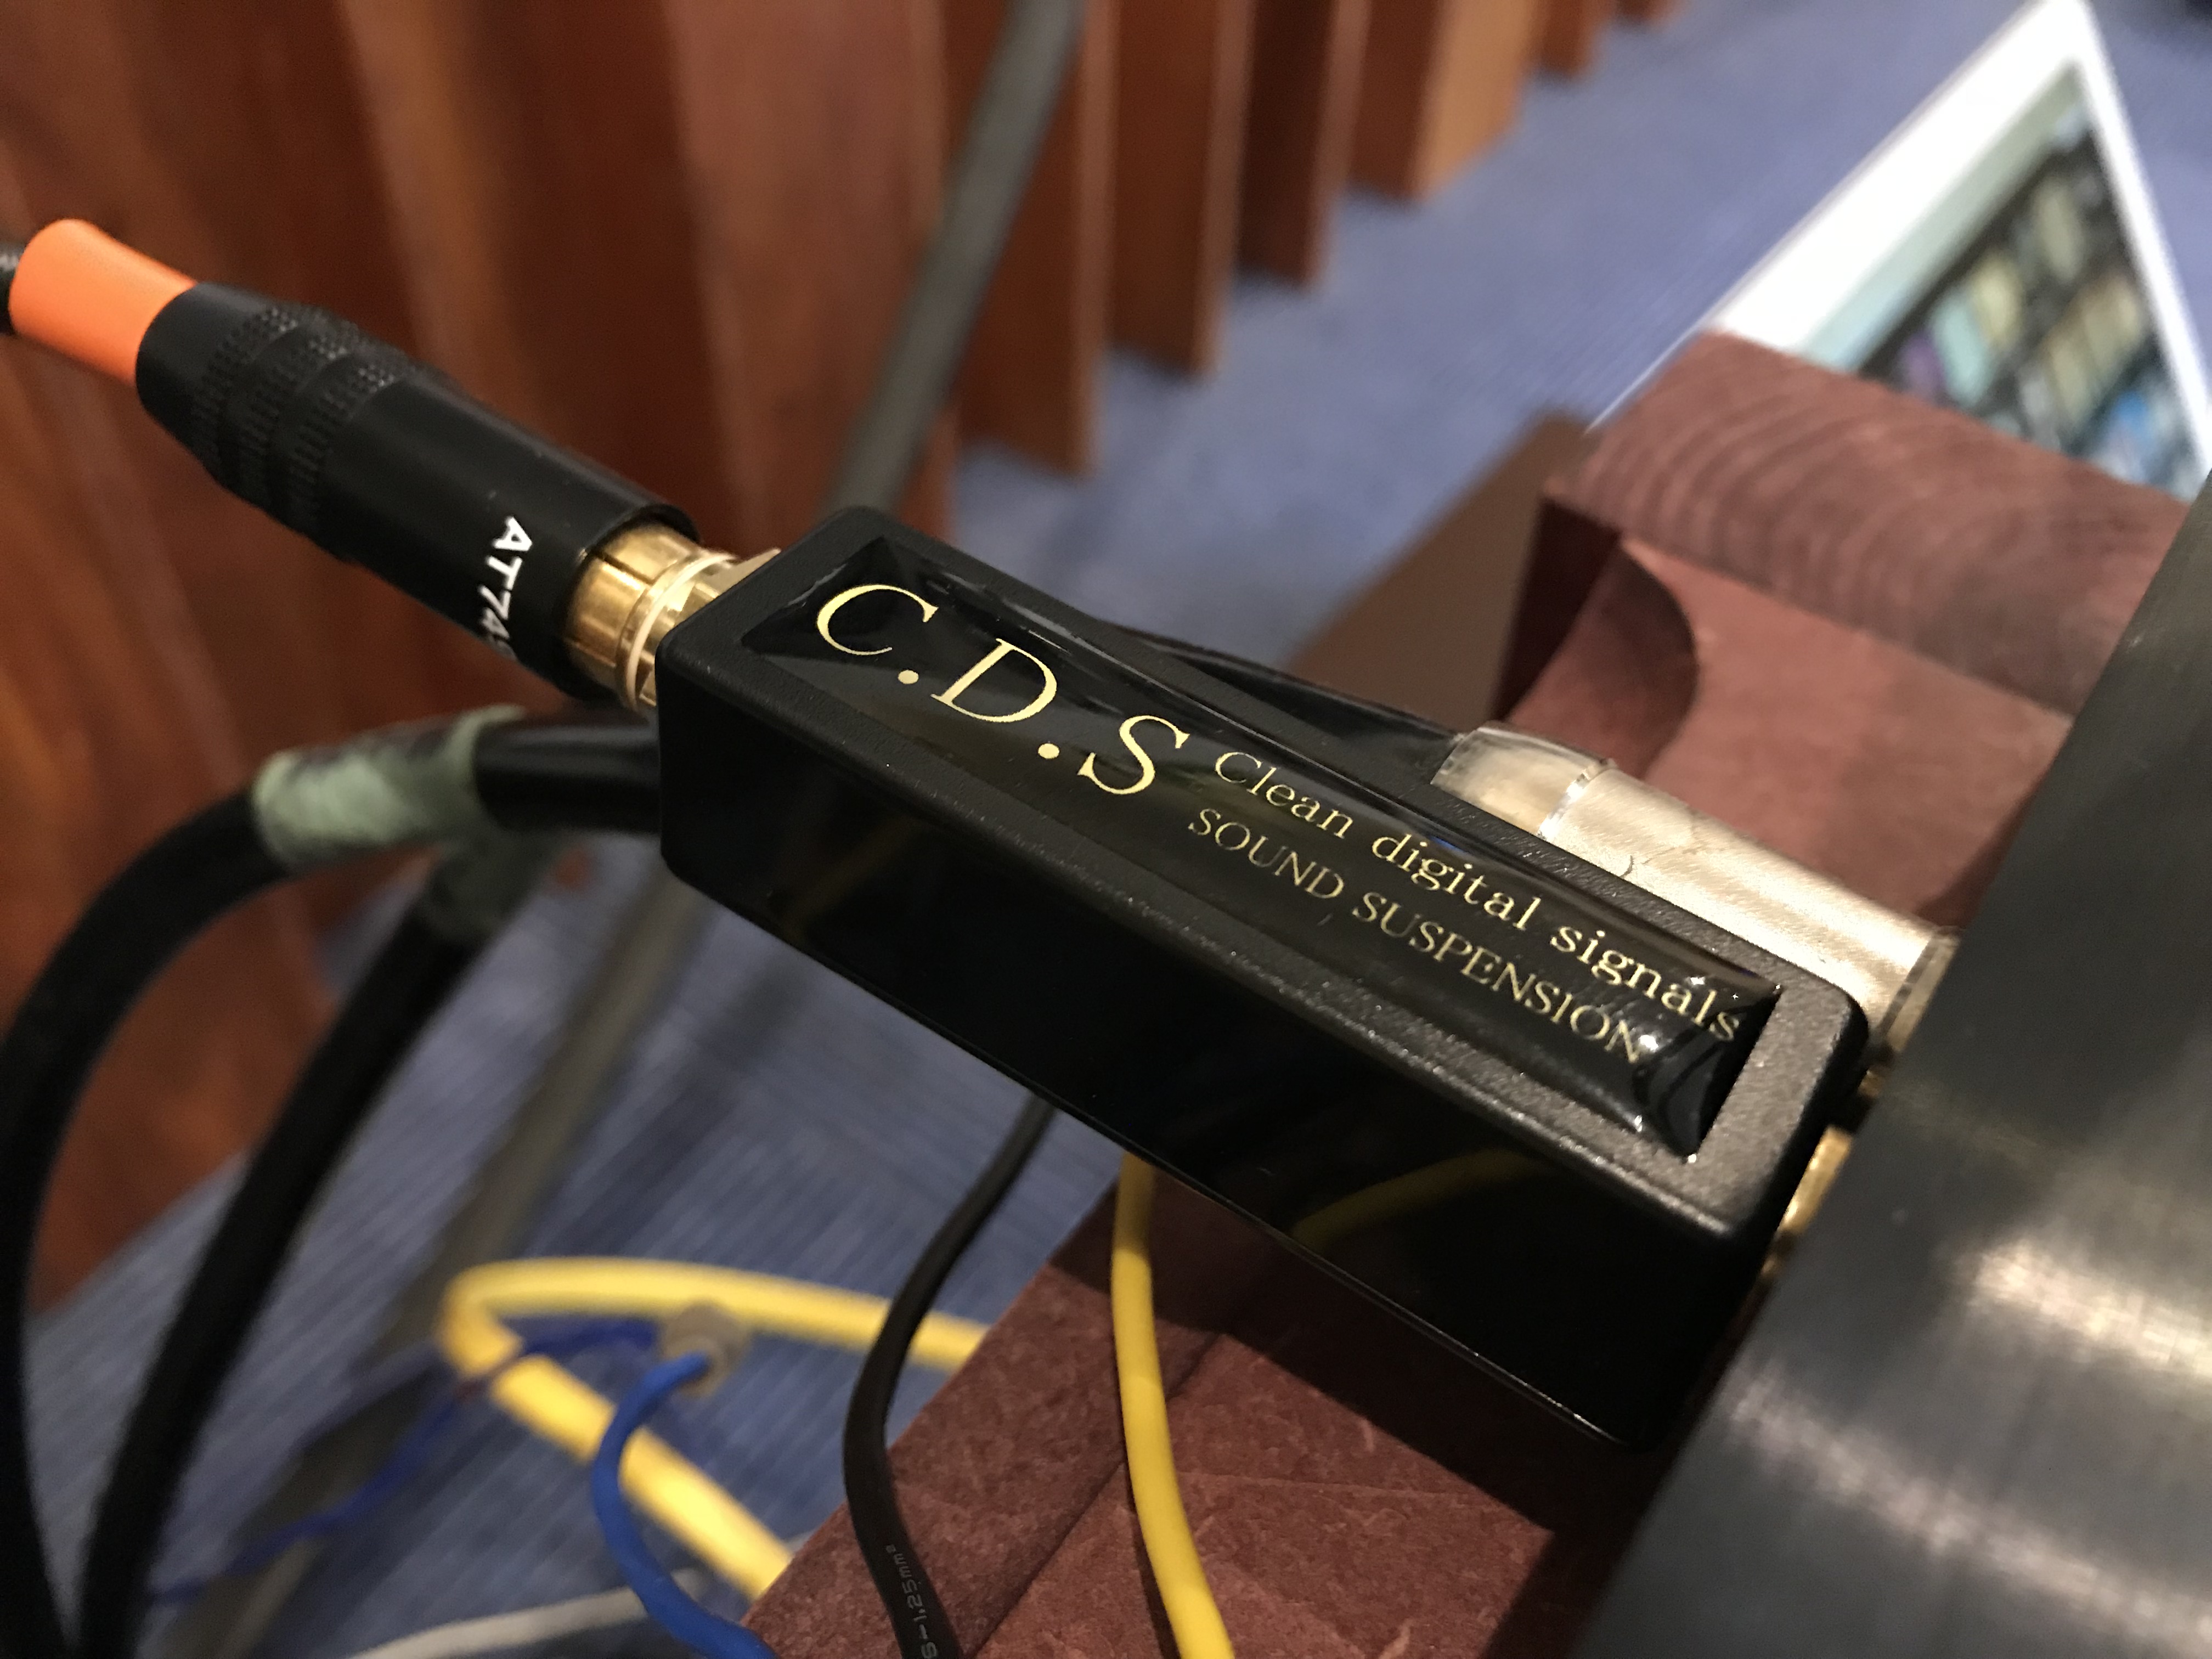 C.D.S
Clean digital signals
SOUND SUSPENSION